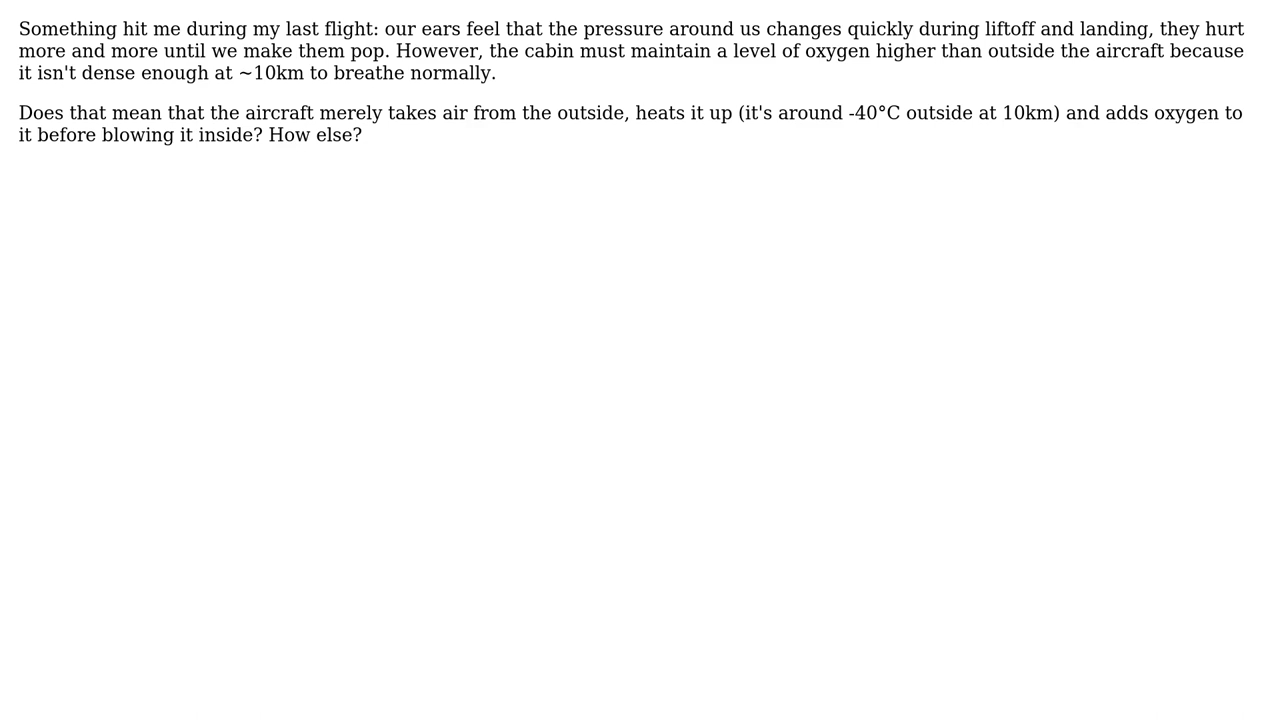 Something hit me during my last flight: our ears feel that the pressure around us changes quickly during liftoff and landing, they hurt
more and more until we make them pop. However, the cabin must maintain a level of oxygen higher than outside the aircraft because
it isn't dense enough at ~10km to breathe normally.
Does that mean that the aircraft merely takes air from the outside, heats it up (it's around -40°C outside at 10km) and adds oxygen to
it before blowing it inside? How else?